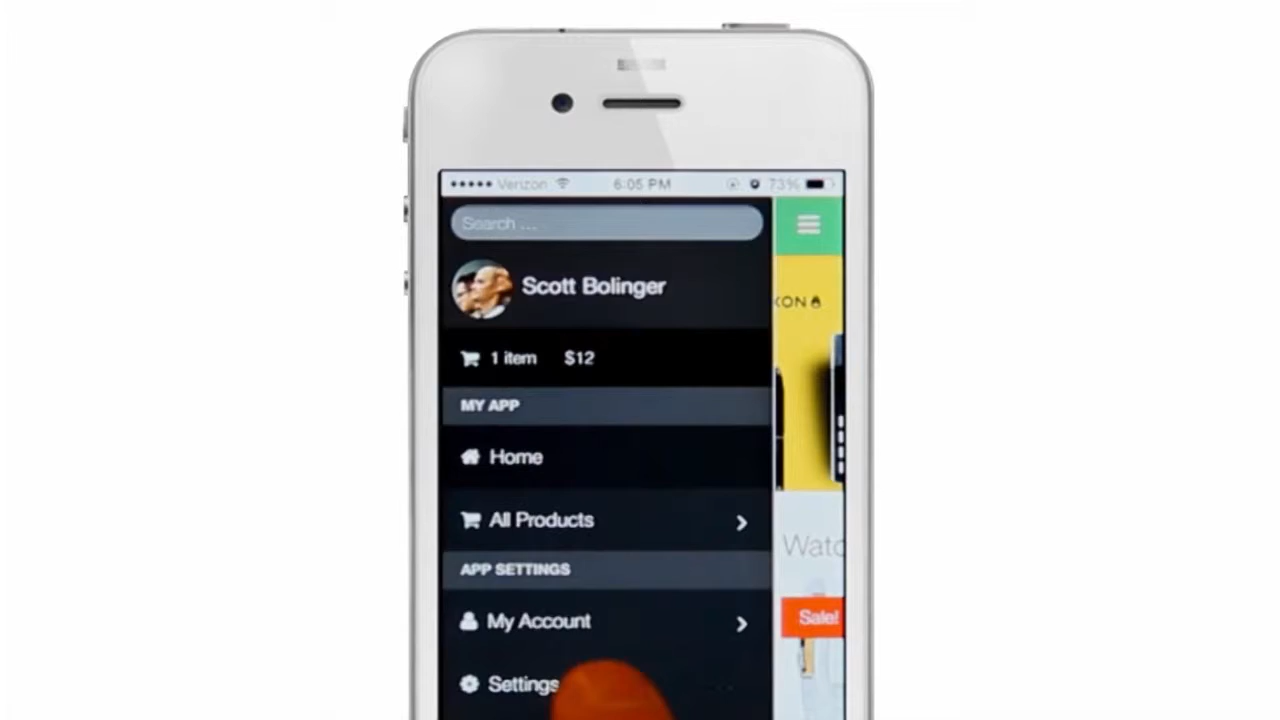 Verizon 6:05 PM 73%
Search ...
Scott Bolinger
XON
1 item $12
MY APP
Home
All Products
Watc
APP SETTINGS
My Account
Sale!
Settings